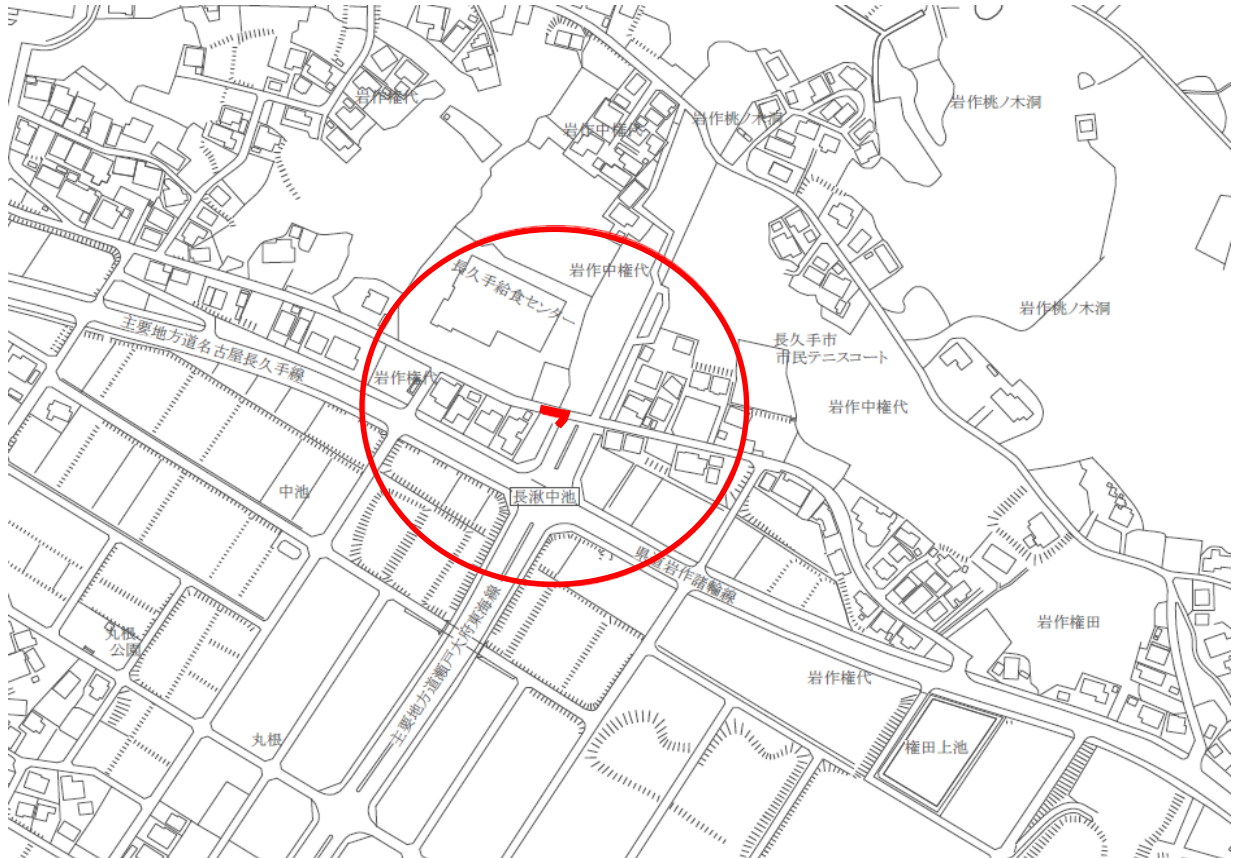 岩作権代
岩作中権代
岩作桃ノ木洞
岩作桃ノ木洞
岩作中権代
長久手給食センター
岩作桃ノ木洞
主要地方道名古屋長久手線
長久手市
市民テニスコート
岩作権代
岩作中権代
中池
長湫中池
県道岩作諸輪線
丸根
公園
岩作権田
主要地方道瀬戸大府東海線
岩作権代
丸根
権田上池